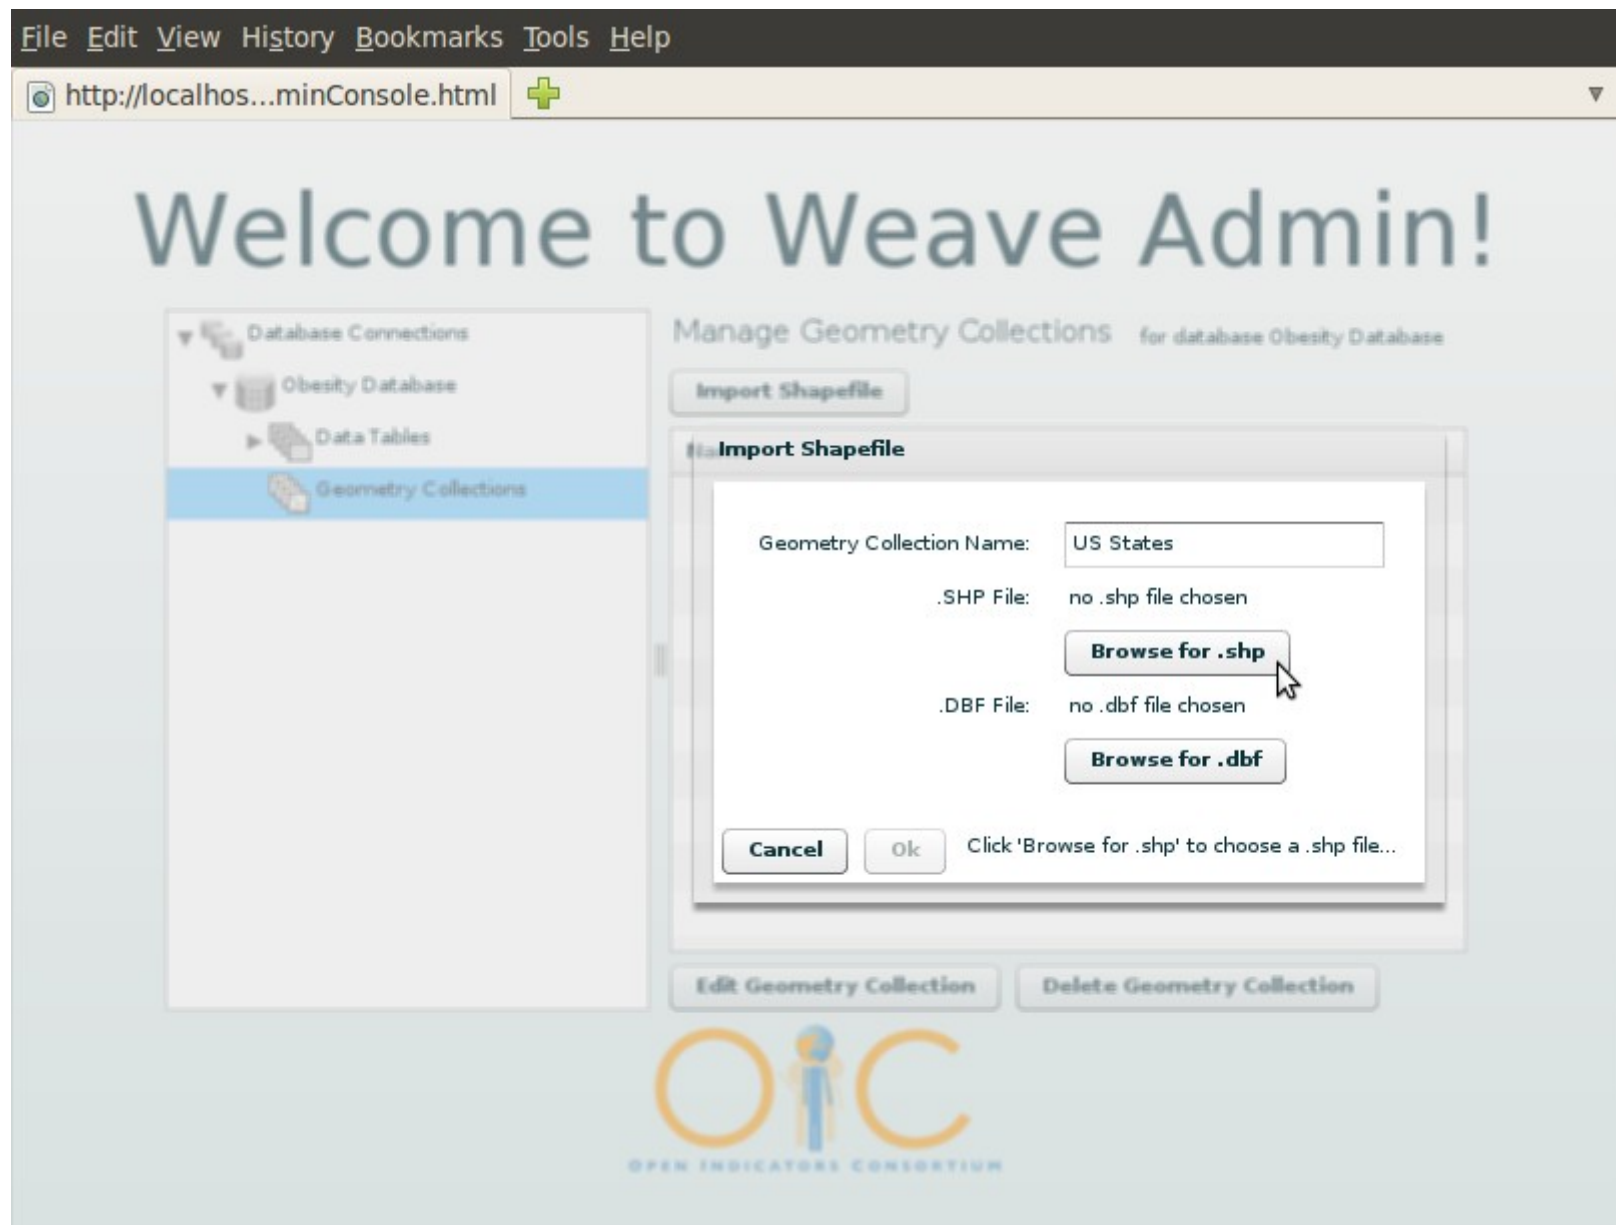 File Edit View History Bookmarks Tools Help
http://localhos...minConsole.html
Welcome to Weave Admin!
Database Connections
Obesity Database
Data Tables
Geometry Collections
Manage Geometry Collections for database Obesity Database
Import Shapefile
Import Shapefile
Geometry Collection Name: US States
.SHP File: no .shp file chosen
Browse for .shp
.DBF File: no .dbf file chosen
Browse for .dbf
Cancel Ok Click 'Browse for .shp' to choose a .shp file...
Edit Geometry Collection Delete Geometry Collection
OIC
OPEN INDICATORS CONSORTIUM